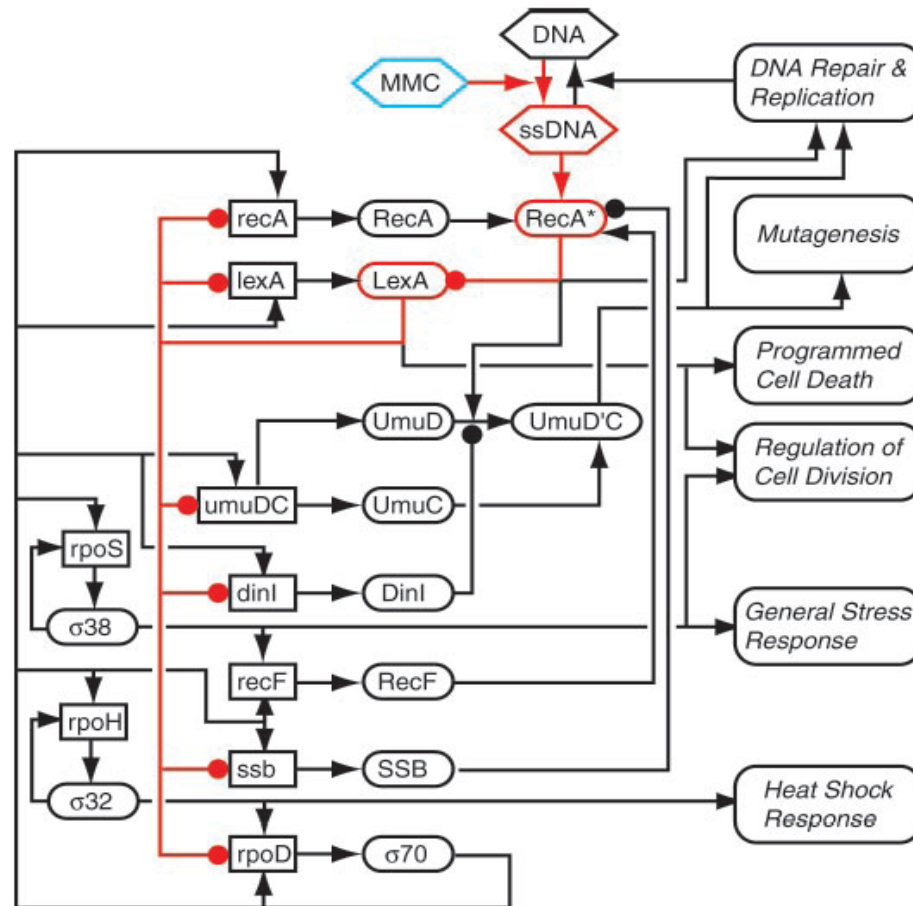 DNA
MMC
DNA Repair &
Replication
ssDNA
recA
RecA
RecA*
Mutagenesis
lexA
LexA
Programmed
Cell Death
UmuD
UmuD'C
Regulation of
Cell Division
umuDC
UmuC
rpoS
dinI
DinI
σ38
General Stress
Response
recF
RecF
rpoH
ssb
SSB
σ32
Heat Shock
Response
rpoD
σ70